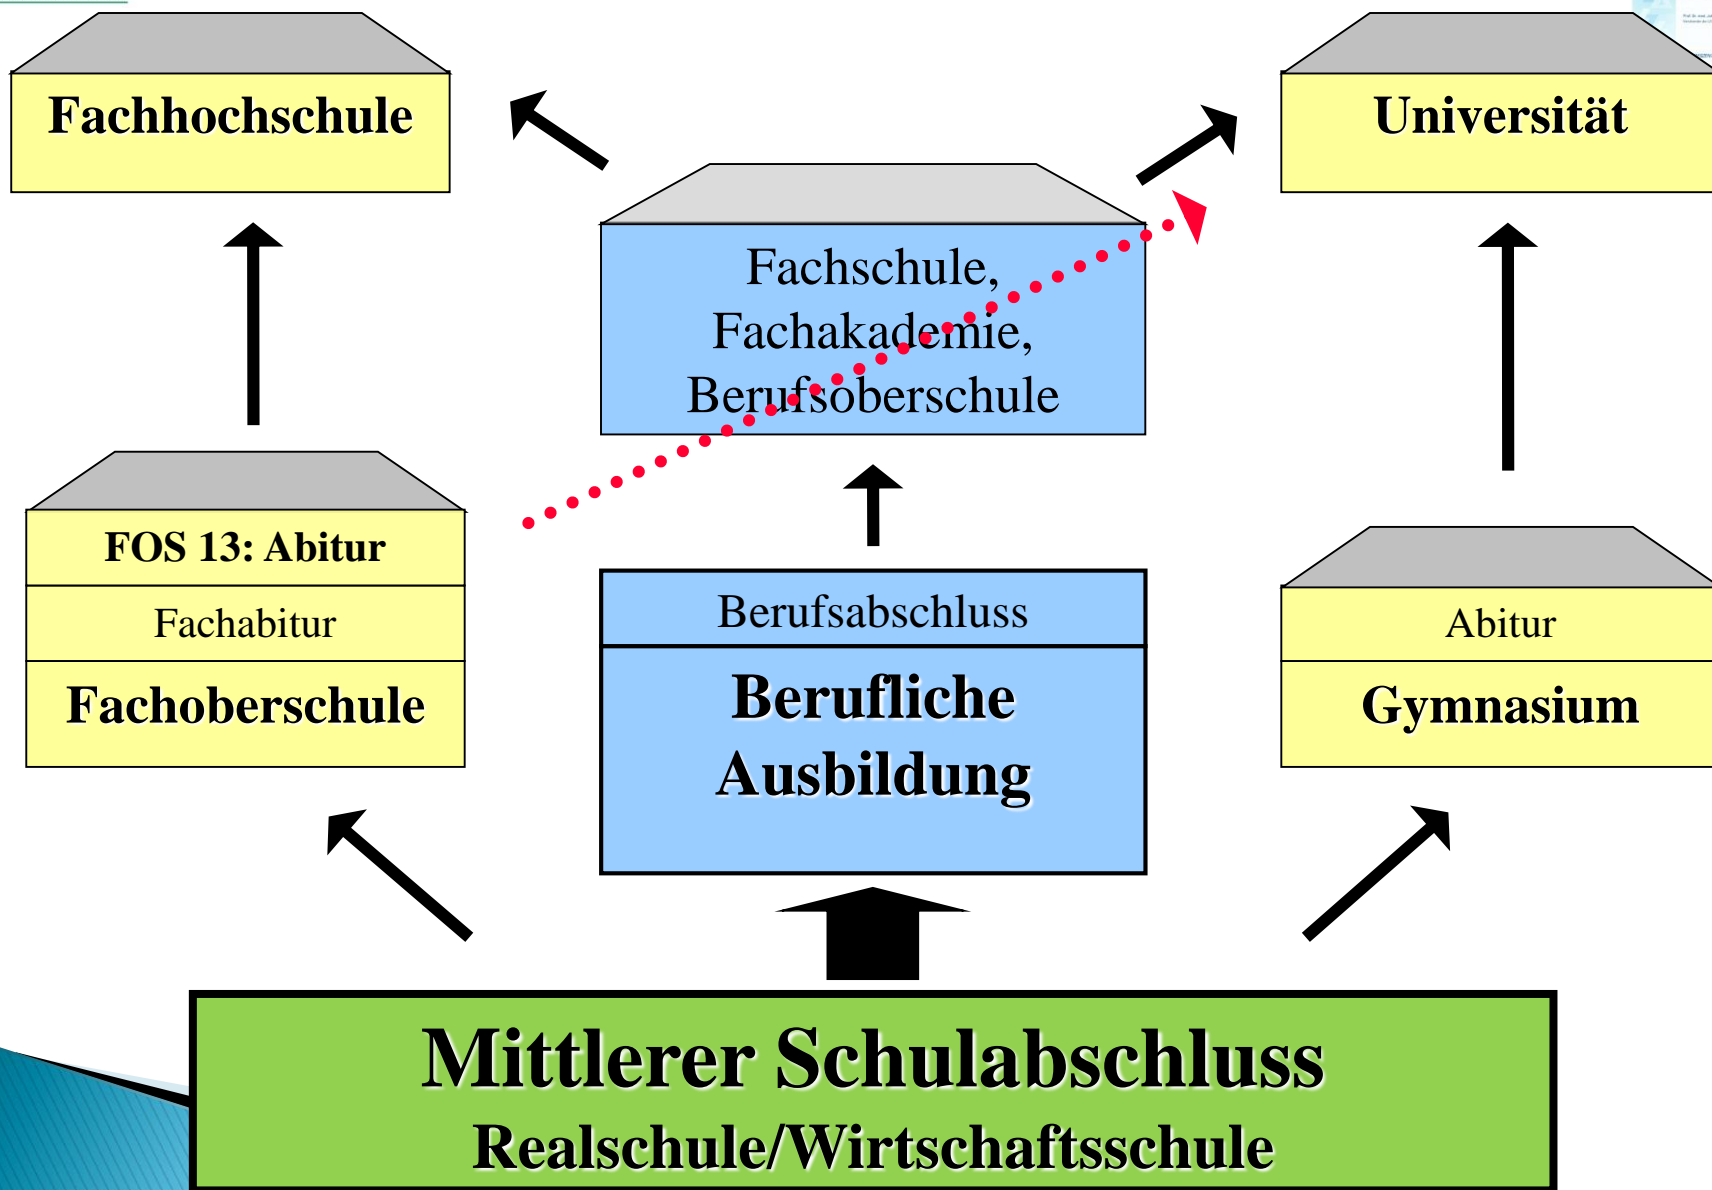 Fachhochschule
Universität
Fachschule,
Fachakademie,
Berufsoberschule
FOS 13: Abitur
Fachabitur
Fachoberschule
Berufsabschluss
Berufliche
Ausbildung
Abitur
Gymnasium
Mittlerer Schulabschluss
Realschule/Wirtschaftsschule